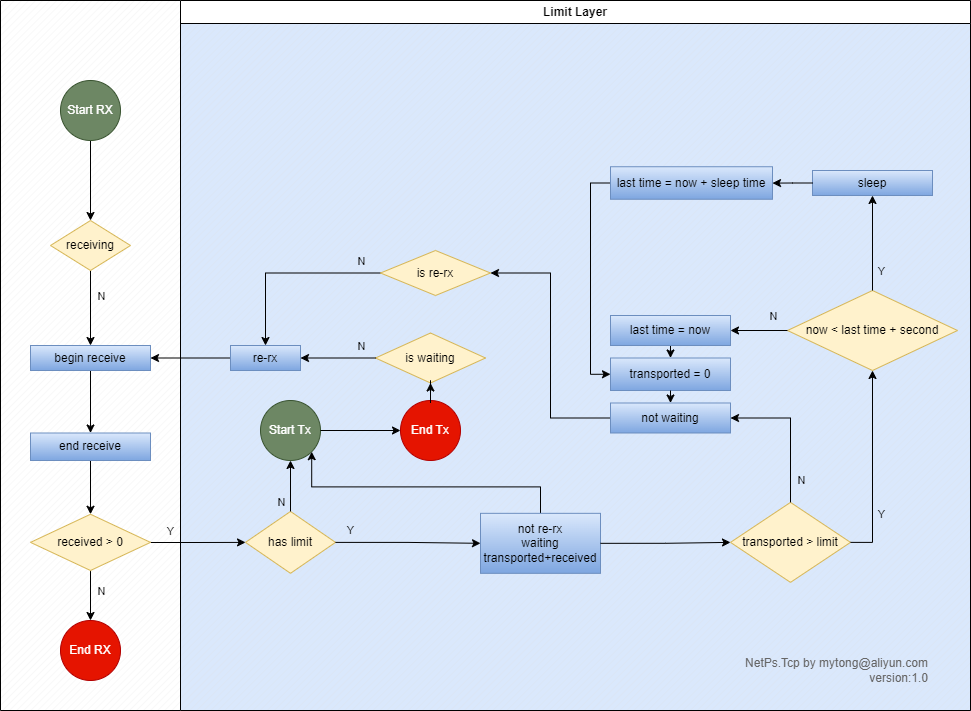 Limit Layer
Start RX
last time = now + sleep time
sleep
receiving
is re-rx
N
Y
N
N
last time = now
now < last time + second
N
begin receive
re-rx
is waiting
transported = 0
not waiting
Start Tx
End Tx
end receive
N
N
Y
received > 0
Y
has limit
Y
not re-rx
waiting
transported+received
transported > limit
N
End RX
NetPs.Tcp by mytong@aliyun.com
version:1.0